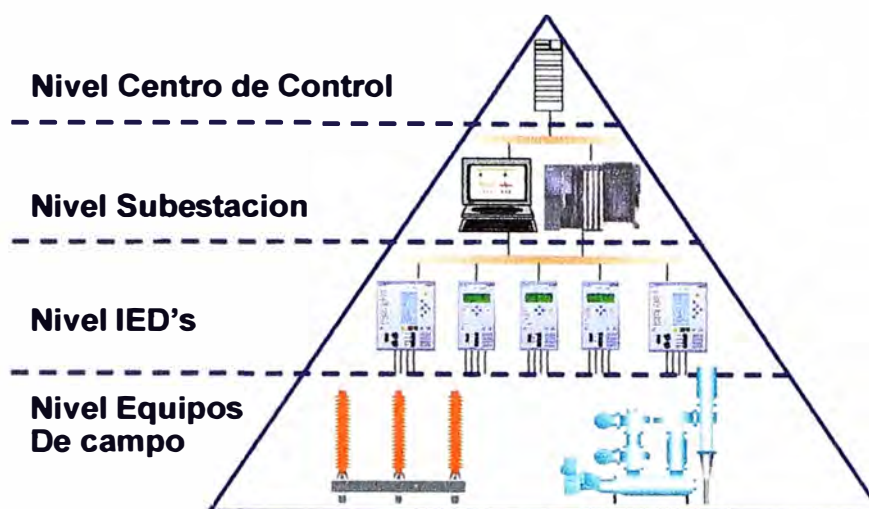 Nivel Centro de Control
Nivel Subestacion
Nivel IED's
Nivel Equipos
De campo